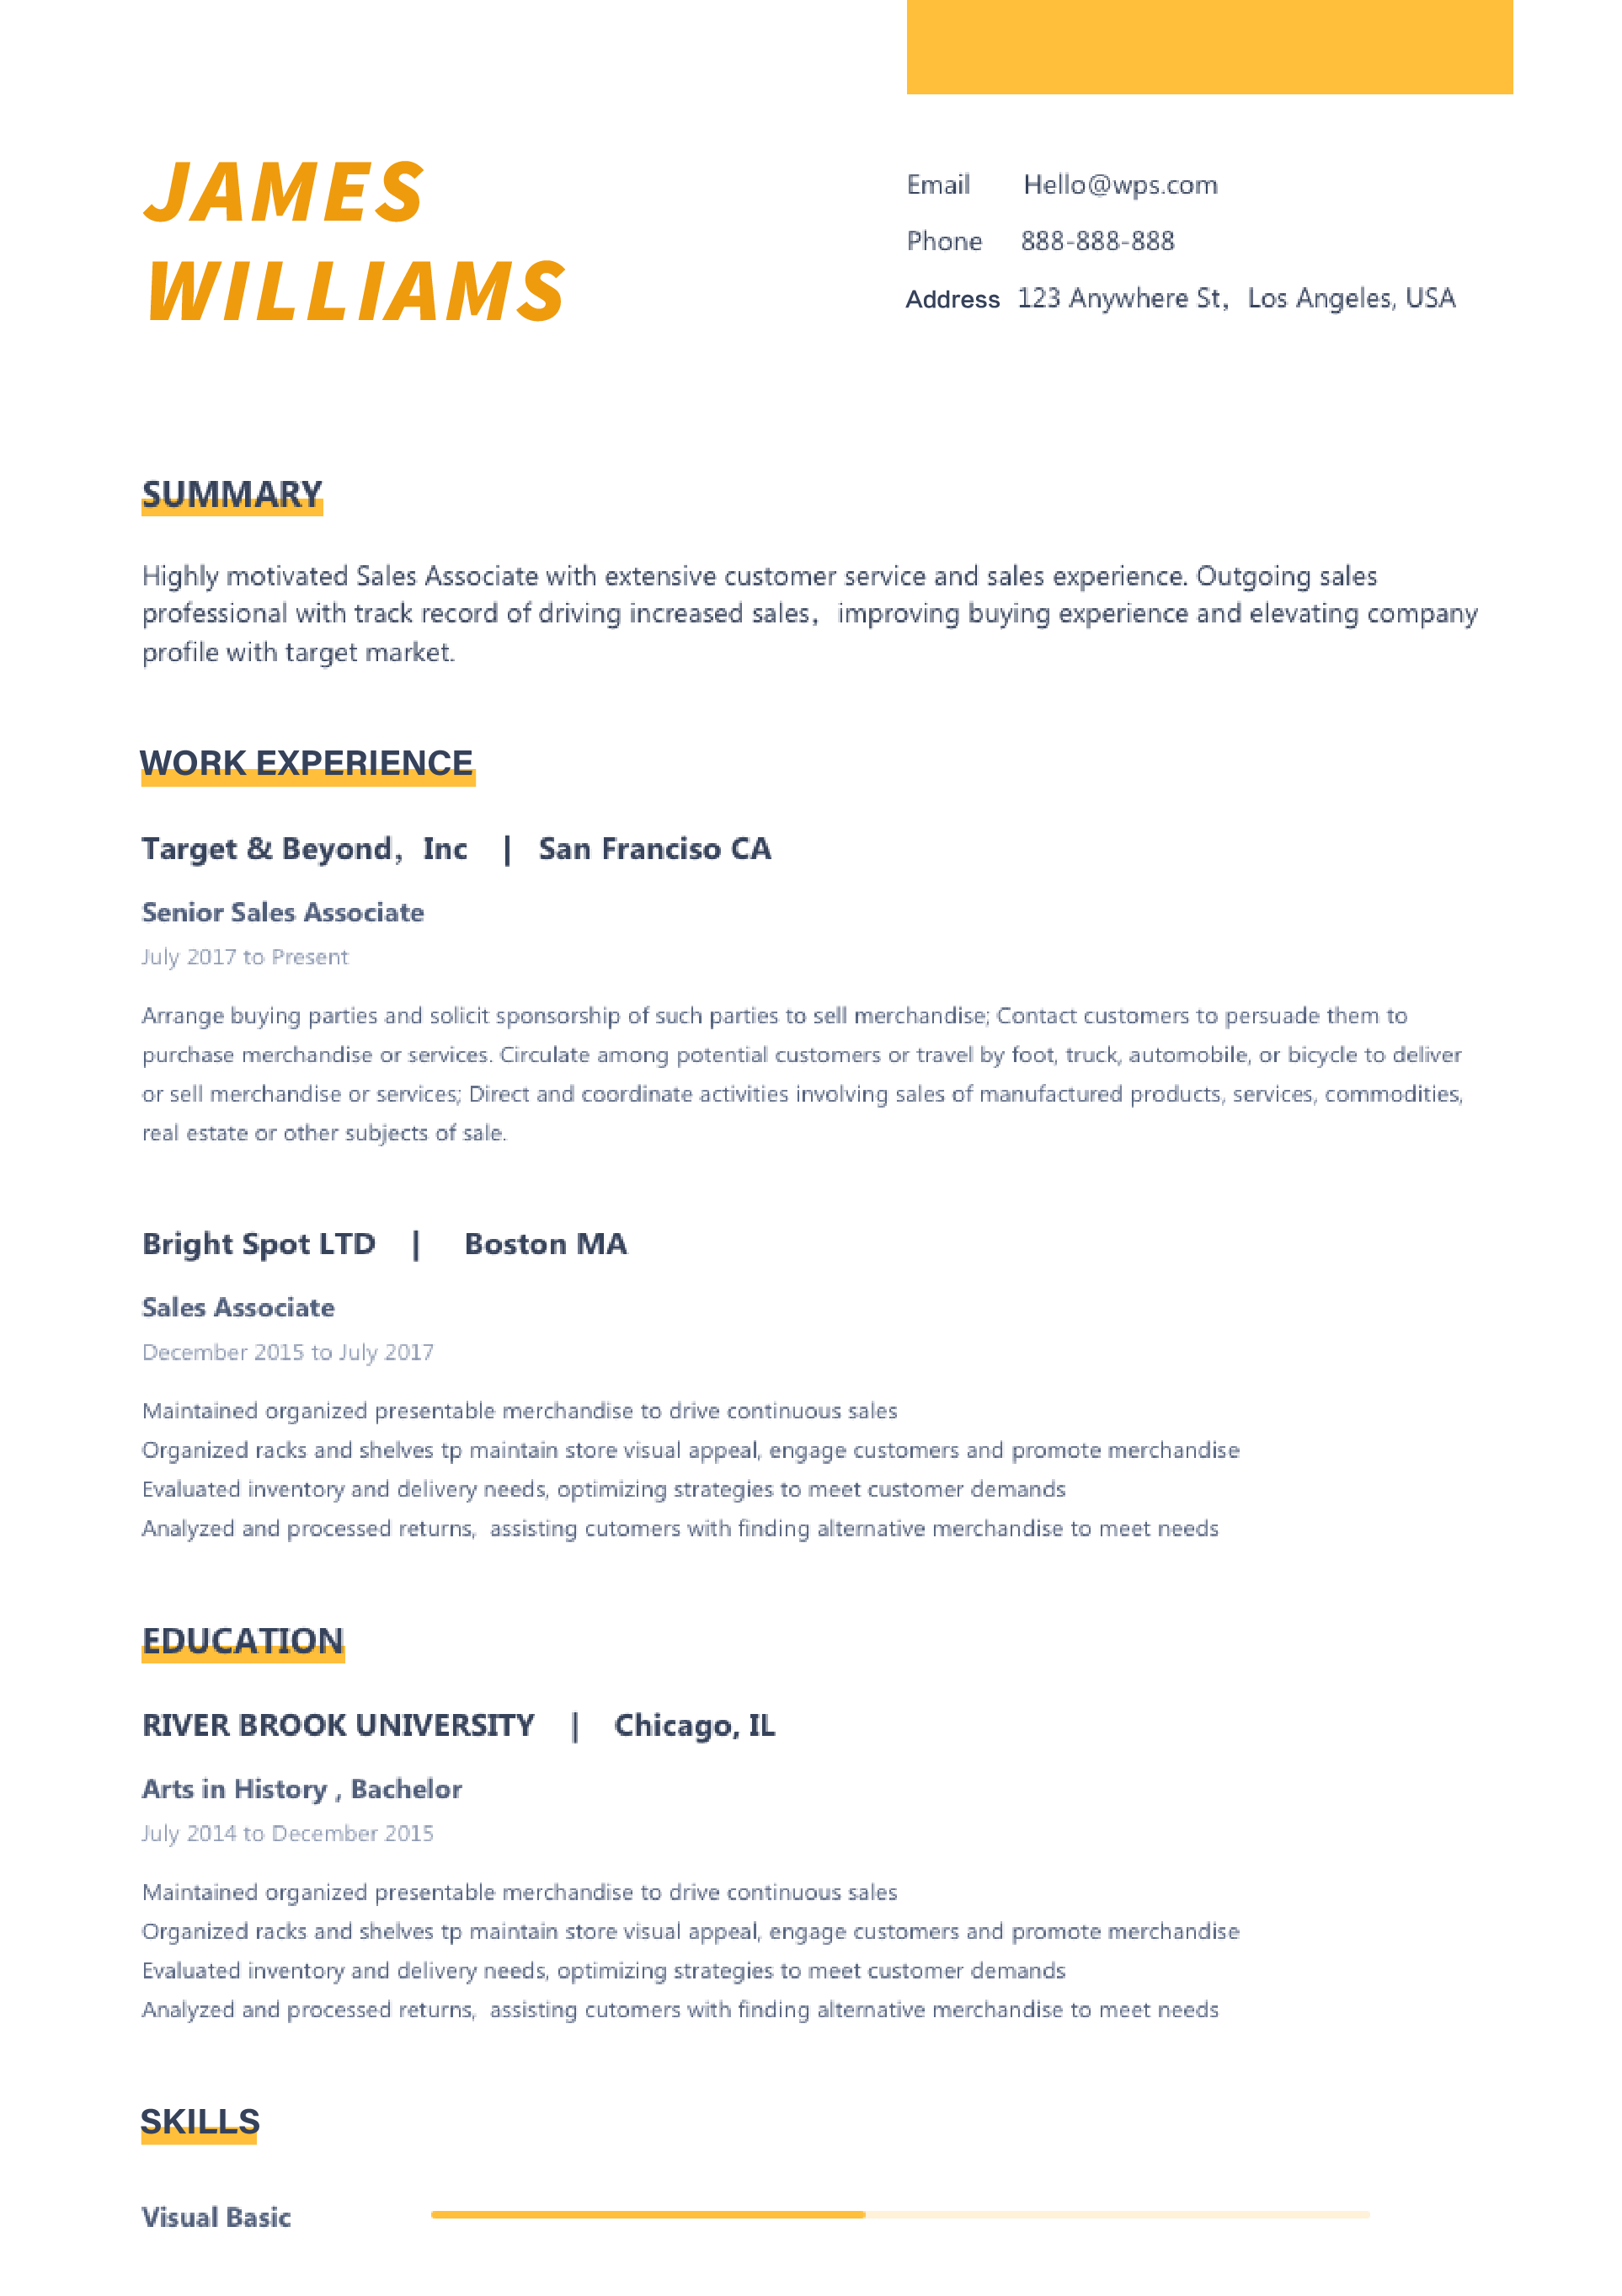 JAMES
WILLIAMS
Email Hello@wps.com
Phone 888-888-888
Address 123 Anywhere St，Los Angeles, USA
SUMMARY
Highly motivated Sales Associate with extensive customer service and sales experience. Outgoing sales
professional with track record of driving increased sales，improving buying experience and elevating company
profile with target market.
WORK EXPERIENCE
Target & Beyond，Inc | San Franciso CA
Senior Sales Associate
July 2017 to Present
Arrange buying parties and solicit sponsorship of such parties to sell merchandise; Contact customers to persuade them to
purchase merchandise or services. Circulate among potential customers or travel by foot, truck, automobile, or bicycle to deliver
or sell merchandise or services; Direct and coordinate activities involving sales of manufactured products, services, commodities,
real estate or other subjects of sale.
Bright Spot LTD | Boston MA
Sales Associate
December 2015 to July 2017
Maintained organized presentable merchandise to drive continuous sales
Organized racks and shelves tp maintain store visual appeal, engage customers and promote merchandise
Evaluated inventory and delivery needs, optimizing strategies to meet customer demands
Analyzed and processed returns，assisting cutomers with finding alternative merchandise to meet needs
EDUCATION
RIVER BROOK UNIVERSITY | Chicago, IL
Arts in History , Bachelor
July 2014 to December 2015
Maintained organized presentable merchandise to drive continuous sales
Organized racks and shelves tp maintain store visual appeal, engage customers and promote merchandise
Evaluated inventory and delivery needs, optimizing strategies to meet customer demands
Analyzed and processed returns，assisting cutomers with finding alternative merchandise to meet needs
SKILLS
Visual Basic